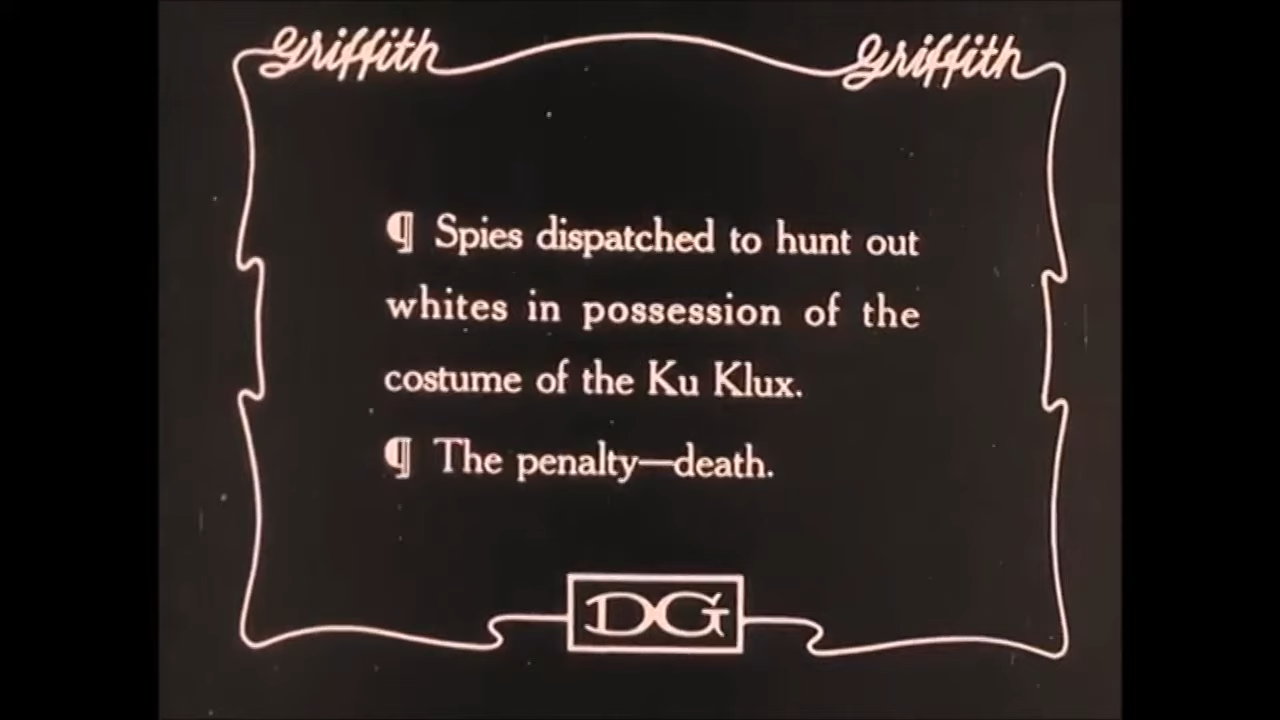 Griffith Griffith
¶ Spies dispatched to hunt out
whites in possession of the
costume of the Ku Klux.
¶ The penalty—death.
DG